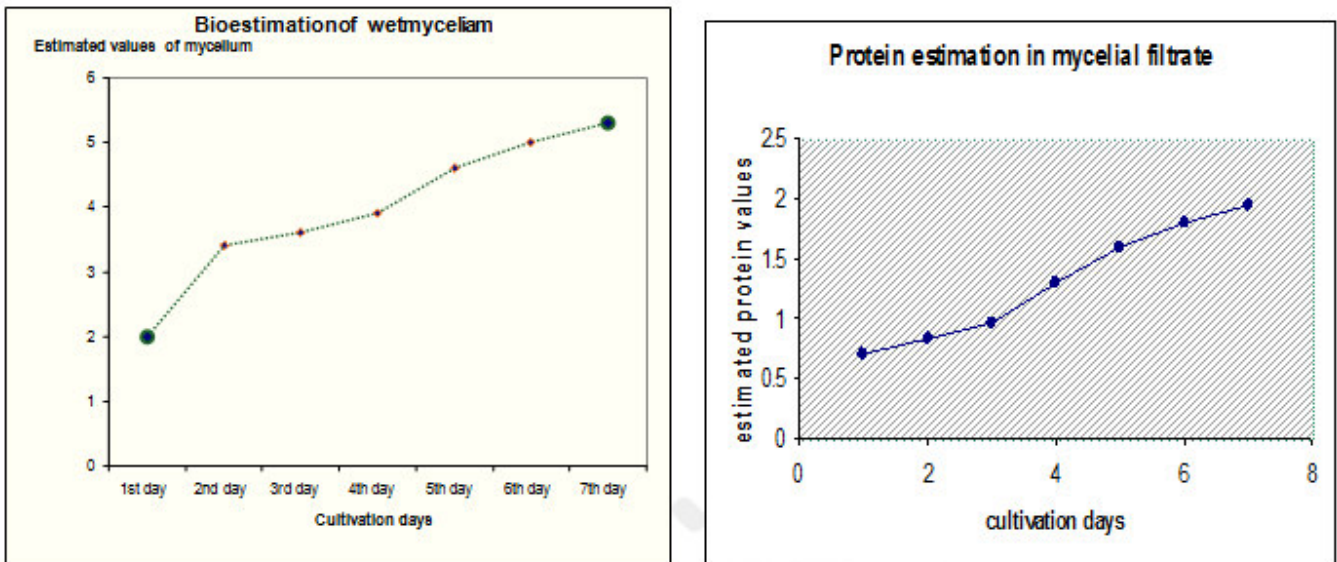 Bioestimationof wetmyceliam
Estimated values of mycelium
6
5
4
3
2
1
0
1st day 2nd day 3rd day 4th day 5th day 6th day 7th day
Cultivation days
Protein estimation in mycelial filtrate
estimated protein values
2.5
2
1.5
1
0.5
0
0 2 4 6 8
cultivation days